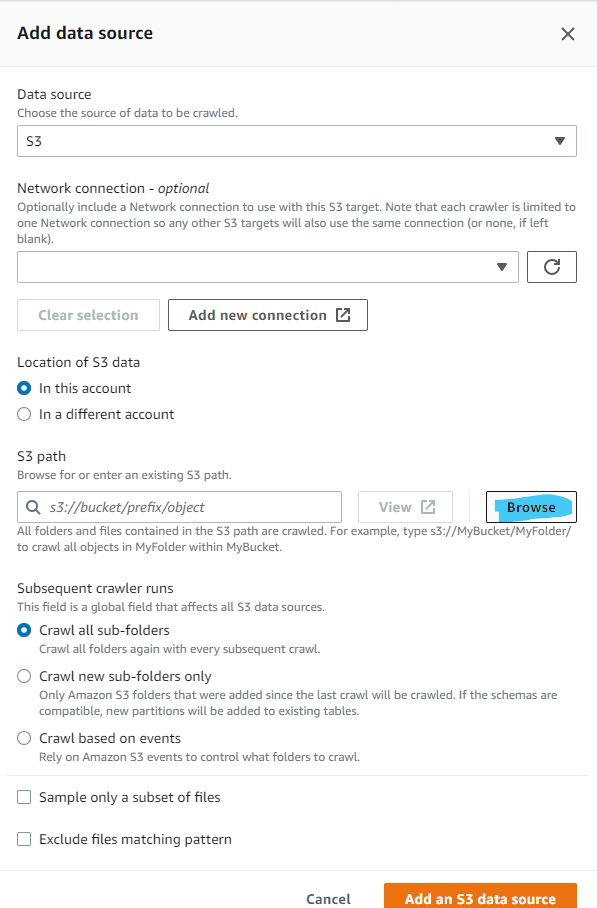 Add data source
Data source
Choose the source of data to be crawled.
S3
Network connection - optional
Optionally include a Network connection to use with this S3 target. Note that each crawler is limited to
one Network connection so any other S3 targets will also use the same connection (or none, if left
blank).
Clear selection
Add new connection
Location of S3 data
In this account
In a different account
S3 path
Browse for or enter an existing S3 path.
s3://bucket/prefix/object
View
Browse
All folders and files contained in the S3 path are crawled. For example, type s3://MyBucket/MyFolder/
to crawl all objects in MyFolder within MyBucket.
Subsequent crawler runs
This field is a global field that affects all S3 data sources.
Crawl all sub-folders
Crawl all folders again with every subsequent crawl.
Crawl new sub-folders only
Only Amazon S3 folders that were added since the last crawl will be crawled. If the schemas are
compatible, new partitions will be added to existing tables.
Crawl based on events
Rely on Amazon S3 events to control what folders to crawl.
Sample only a subset of files
Exclude files matching pattern
Cancel
Add an S3 data source